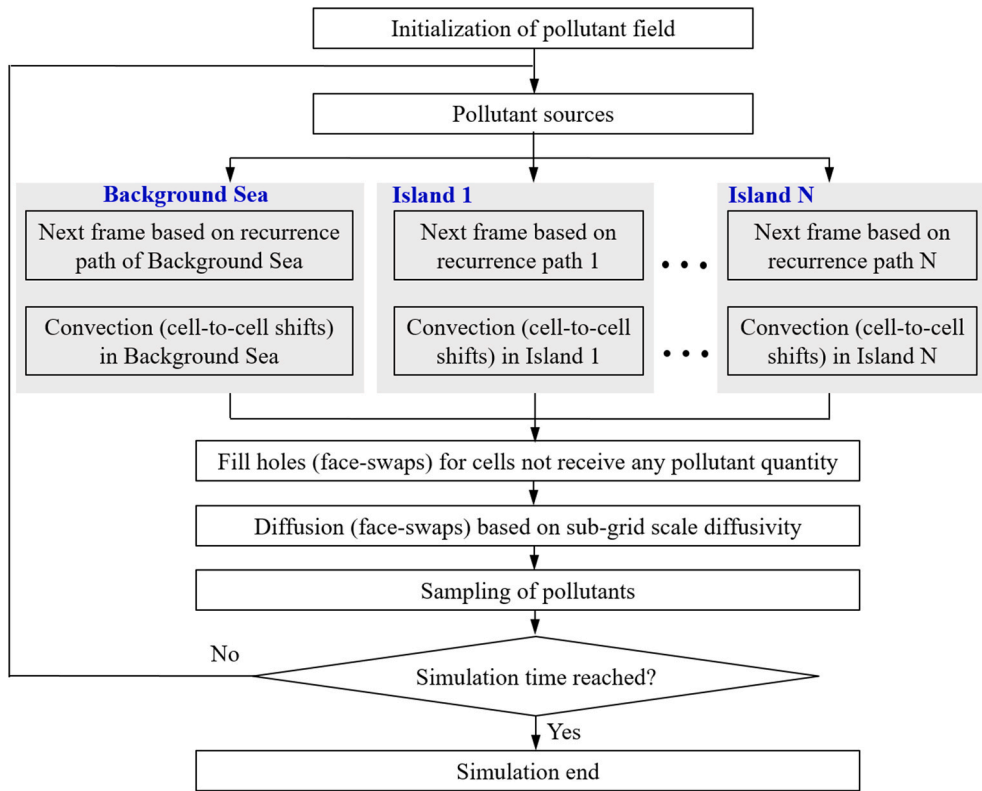 Initialization of pollutant field
Pollutant sources
Background Sea
Next frame based on recurrence
path of Background Sea
Convection (cell-to-cell shifts)
in Background Sea
Island 1
Next frame based on
recurrence path 1
Convection (cell-to-cell
shifts) in Island 1
• • •
• • •
Island N
Next frame based on
recurrence path N
Convection (cell-to-cell
shifts) in Island N
Fill holes (face-swaps) for cells not receive any pollutant quantity
Diffusion (face-swaps) based on sub-grid scale diffusivity
Sampling of pollutants
No
Simulation time reached?
Yes
Simulation end